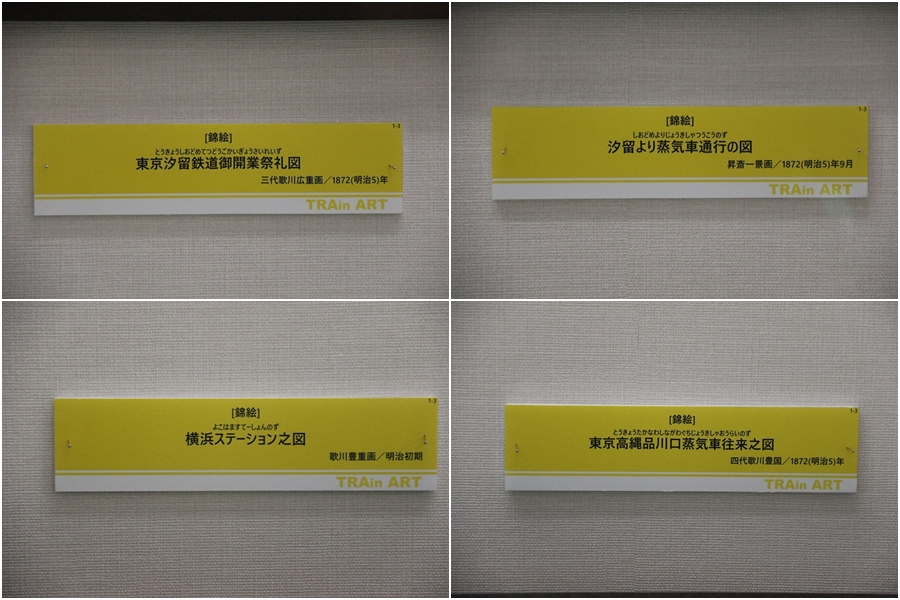 1-3
[錦絵]
とうきょうしおどめてつどうごかいぎょうさいれいず
東京汐留鉄道御開業祭礼図
三代歌川広重画／1872(明治5)年
TRAin ART
1-3
[錦絵]
しおどめよりじょうきしゃつうこうのず
汐留より蒸気車通行の図
昇斎一景画／1872(明治5)年9月
TRAin ART
1-3
[錦絵]
よこはますてーしょんのず
横浜ステーション之図
歌川豊重画／明治初期
TRAin ART
1-3
[錦絵]
とうきょうたかなわしながわぐちじょうきしゃおうらいのず
東京高縄品川口蒸気車往来之図
四代歌川豊国／1872(明治5)年
TRAin ART